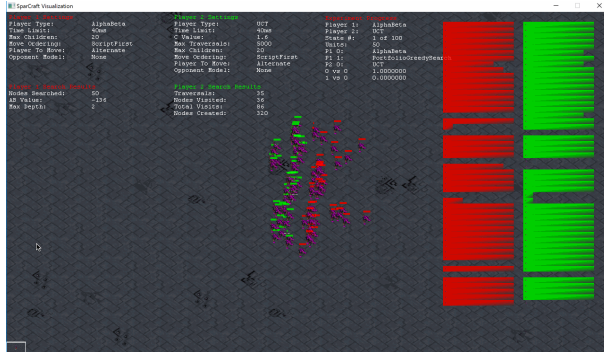 SparCraft Visualization
Player 1 Settings
Player Type: AlphaBeta
Time Limit: 40ms
Max Children: 20
Move Ordering: ScriptFirst
Player To Move: Alternate
Opponent Model: None
Player 2 Settings
Player Type: UCT
Time Limit: 40ms
C Value: 1.6
Max Traversals: 5000
Max Children: 20
Move Ordering: ScriptFirst
Player To Move: Alternate
Opponent Model: None
Player 1: AlphaBeta
Player 2: UCT
State #: 1 of 100
Units: 50
P1 0: AlphaBeta
P1 1: PortfolioGreedySearch
P2 0: UCT
0 vs 0 1.0000000
1 vs 0 0.0000000
Nodes Searched: 50
AB Value: -136
Max Depth: 2
Player 2 Search Results
Traversals: 35
Nodes Visited: 36
Total Visits: 86
Nodes Created: 320